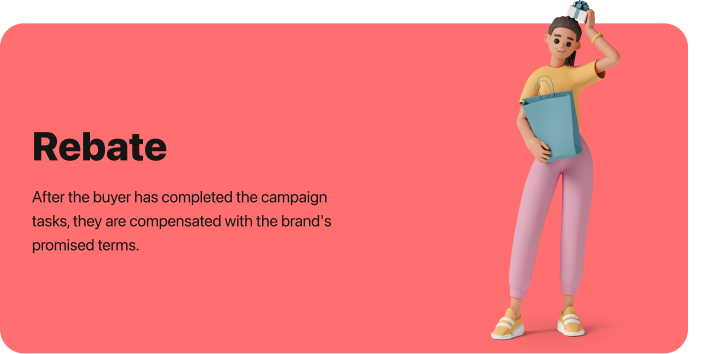 Rebate
After the buyer has completed the campaign
tasks, they are compensated with the brand's
promised terms.